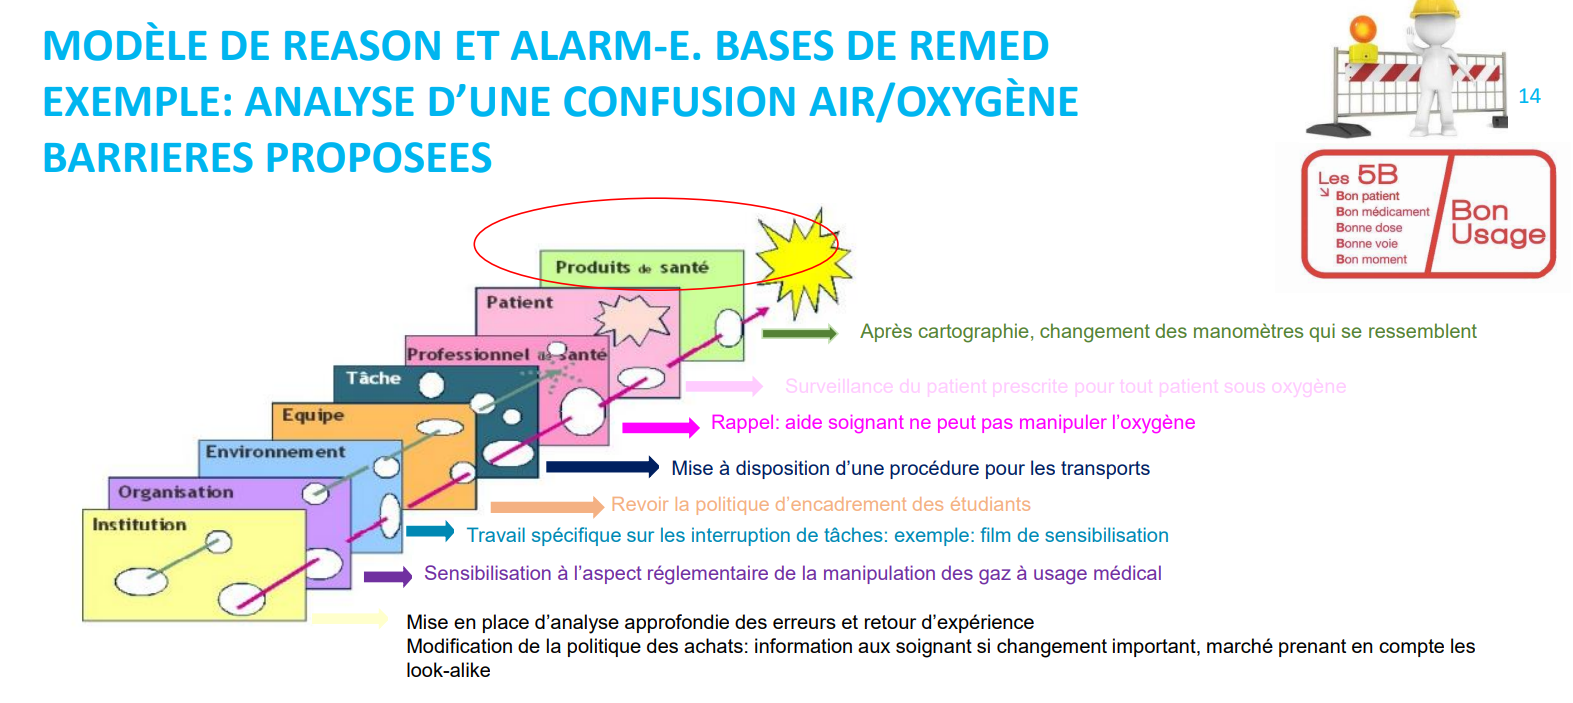 MODÈLE DE REASON ET ALARM-E. BASES DE REMED
EXEMPLE: ANALYSE D’UNE CONFUSION AIR/OXYGÈNE
BARRIERES PROPOSEES
14
Les 5B
Bon patient
Bon médicament
Bonne dose
Bonne voie
Bon moment
Bon
Usage
Produits de santé
Patient
Professionnel de santé
Tâche
Equipe
Environnement
Organisation
Institution
Après cartographie, changement des manomètres qui se ressemblent
Surveillance du patient prescrite pour tout patient sous oxygène
Rappel: aide soignant ne peut pas manipuler l’oxygène
Mise à disposition d’une procédure pour les transports
Revoir la politique d’encadrement des étudiants
Travail spécifique sur les interruption de tâches: exemple: film de sensibilisation
Sensibilisation à l’aspect réglementaire de la manipulation des gaz à usage médical
Mise en place d’analyse approfondie des erreurs et retour d’expérience
Modification de la politique des achats: information aux soignant si changement important, marché prenant en compte les
look-alike